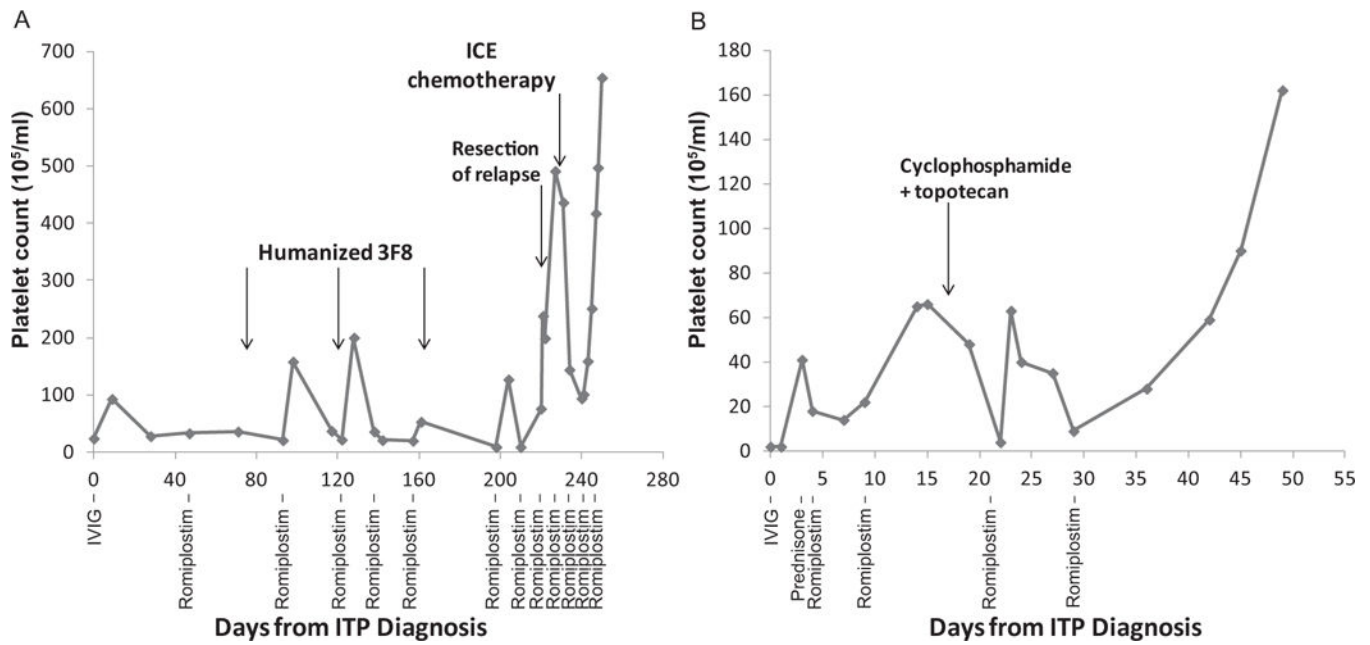 A
700
600
500
400
300
200
100
0
Platelet count (10⁵/ml)
ICE
chemotherapy
Resection
of relapse
Humanized 3F8
0 40 80 120 160 200 240 280
IVIG
Romiplostim
Romiplostim
Romiplostim
Romiplostim
Romiplostim
Romiplostim
Romiplostim
Romiplostim
Romiplostim
Romiplostim
Romiplostim
Romiplostim
Days from ITP Diagnosis
B
180
160
140
120
100
80
60
40
20
0
Platelet count (10⁵/ml)
Cyclophosphamide
+ topotecan
0 5 10 15 20 25 30 35 40 45 50 55
IVIG
Prednisone
Romiplostim
Romiplostim
Romiplostim
Romiplostim
Days from ITP Diagnosis